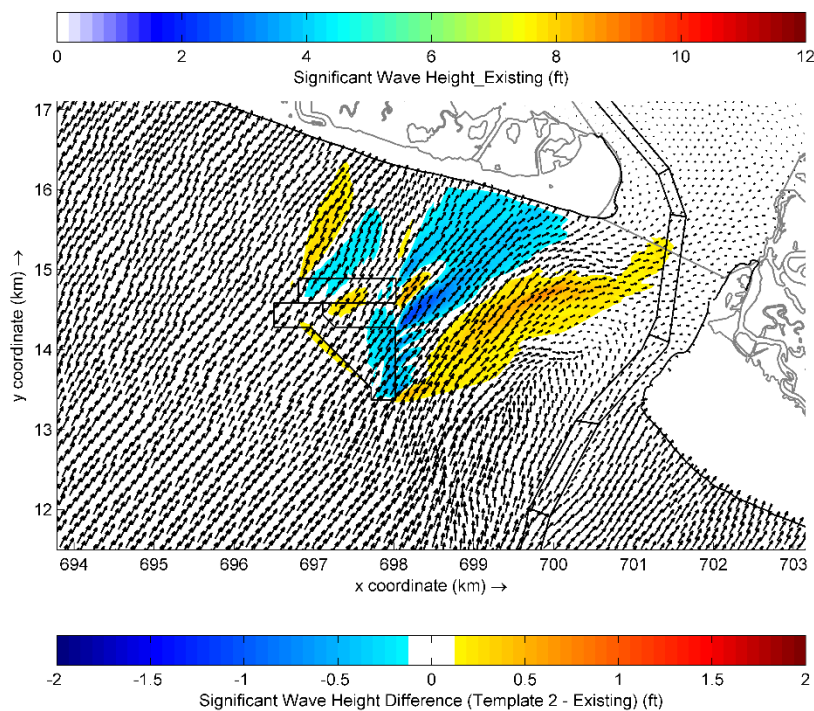 0 2 4 6 8 10 12
Significant Wave Height_Existing (ft)
17
16
15
14
13
12
y coordinate (km) →
694 695 696 697 698 699 700 701 702 703
x coordinate (km) →
-2 -1.5 -1 -0.5 0 0.5 1 1.5 2
Significant Wave Height Difference (Template 2 - Existing) (ft)